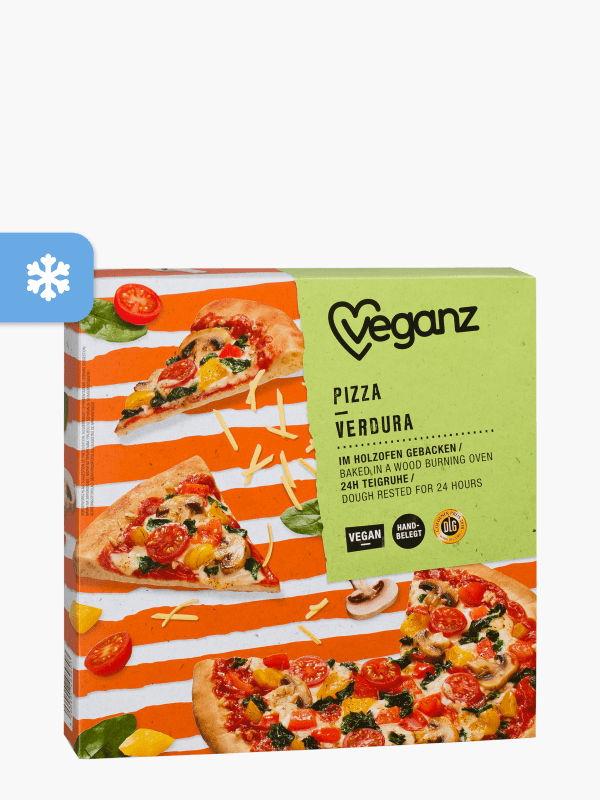 Veganz
PIZZA
VERDURA
IM HOLZOFEN GEBACKEN /
BAKED IN A WOOD BURNING OVEN
24H TEIGRUHE /
DOUGH RESTED FOR 24 HOURS
VEGAN
HAND-
BELEGT
DLG